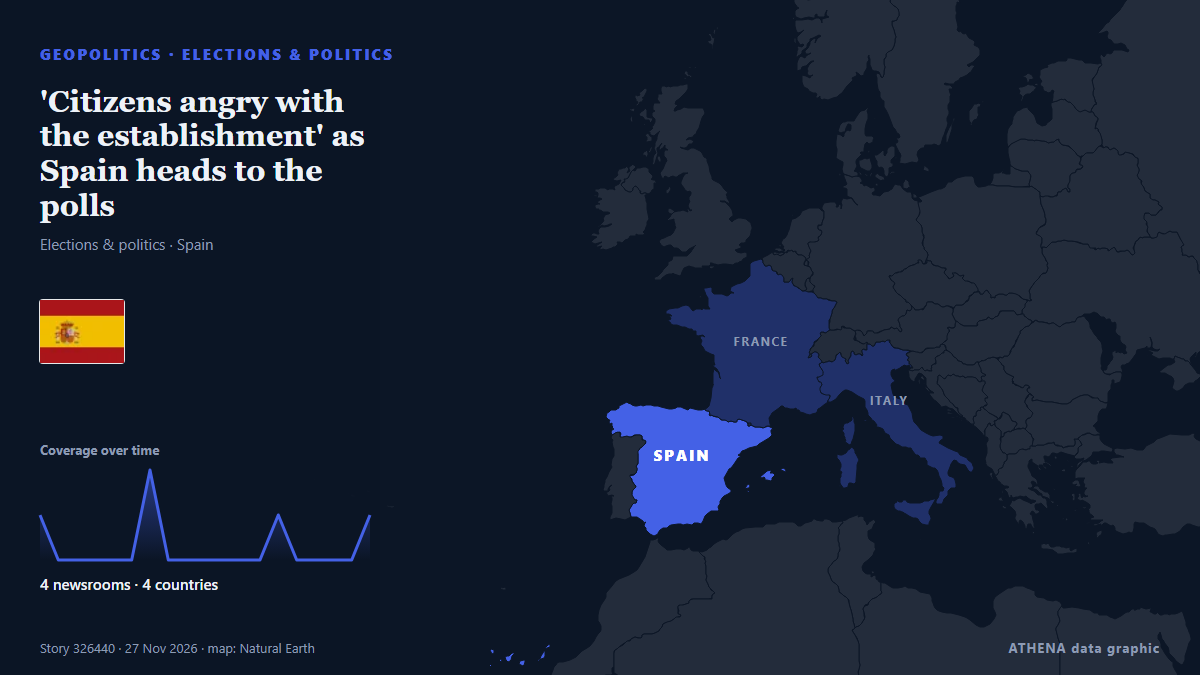 GEOPOLITICS · ELECTIONS & POLITICS
'Citizens angry with
the establishment' as
Spain heads to the
polls
Elections & politics · Spain
FRANCE
ITALY
SPAIN
Coverage over time
4 newsrooms · 4 countries
Story 326440 · 27 Nov 2026 · map: Natural Earth
ATHENA data graphic